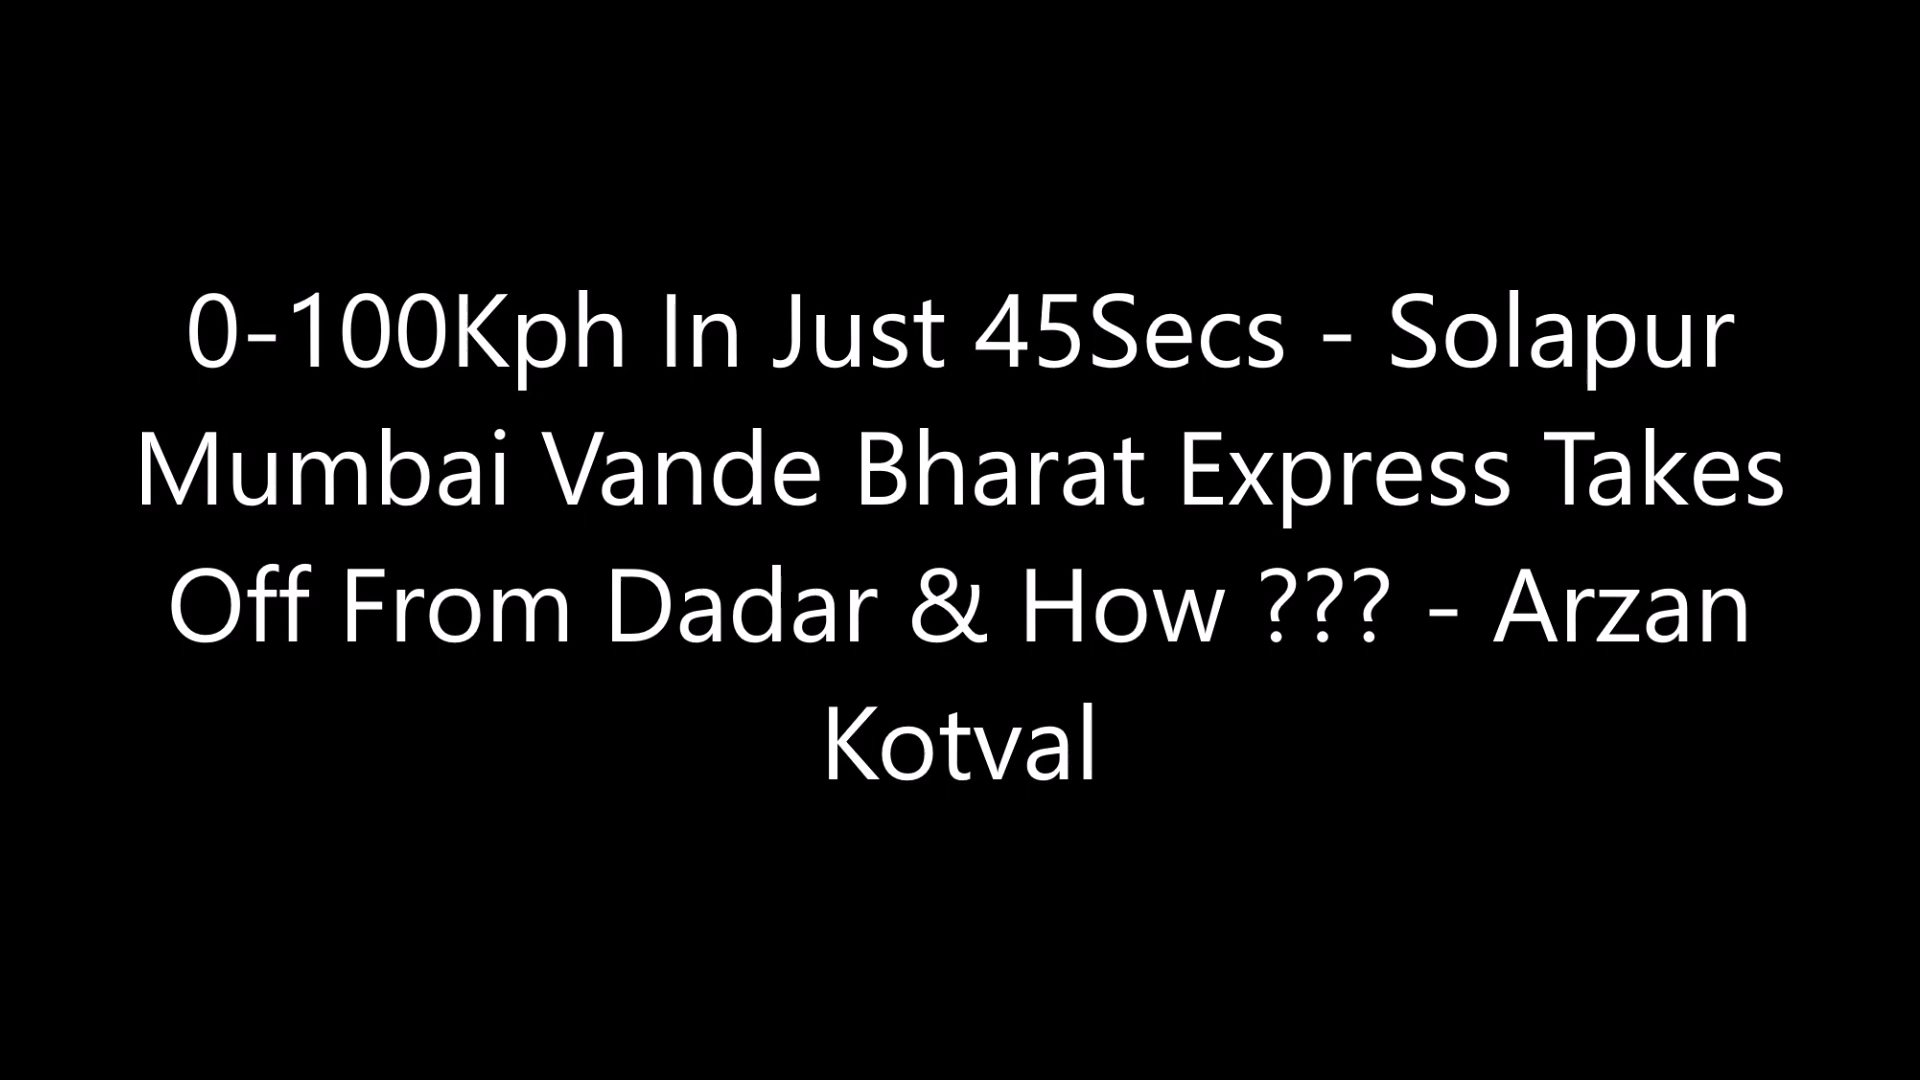 0-100Kph In Just 45Secs - Solapur
Mumbai Vande Bharat Express Takes
Off From Dadar & How ??? - Arzan
Kotval